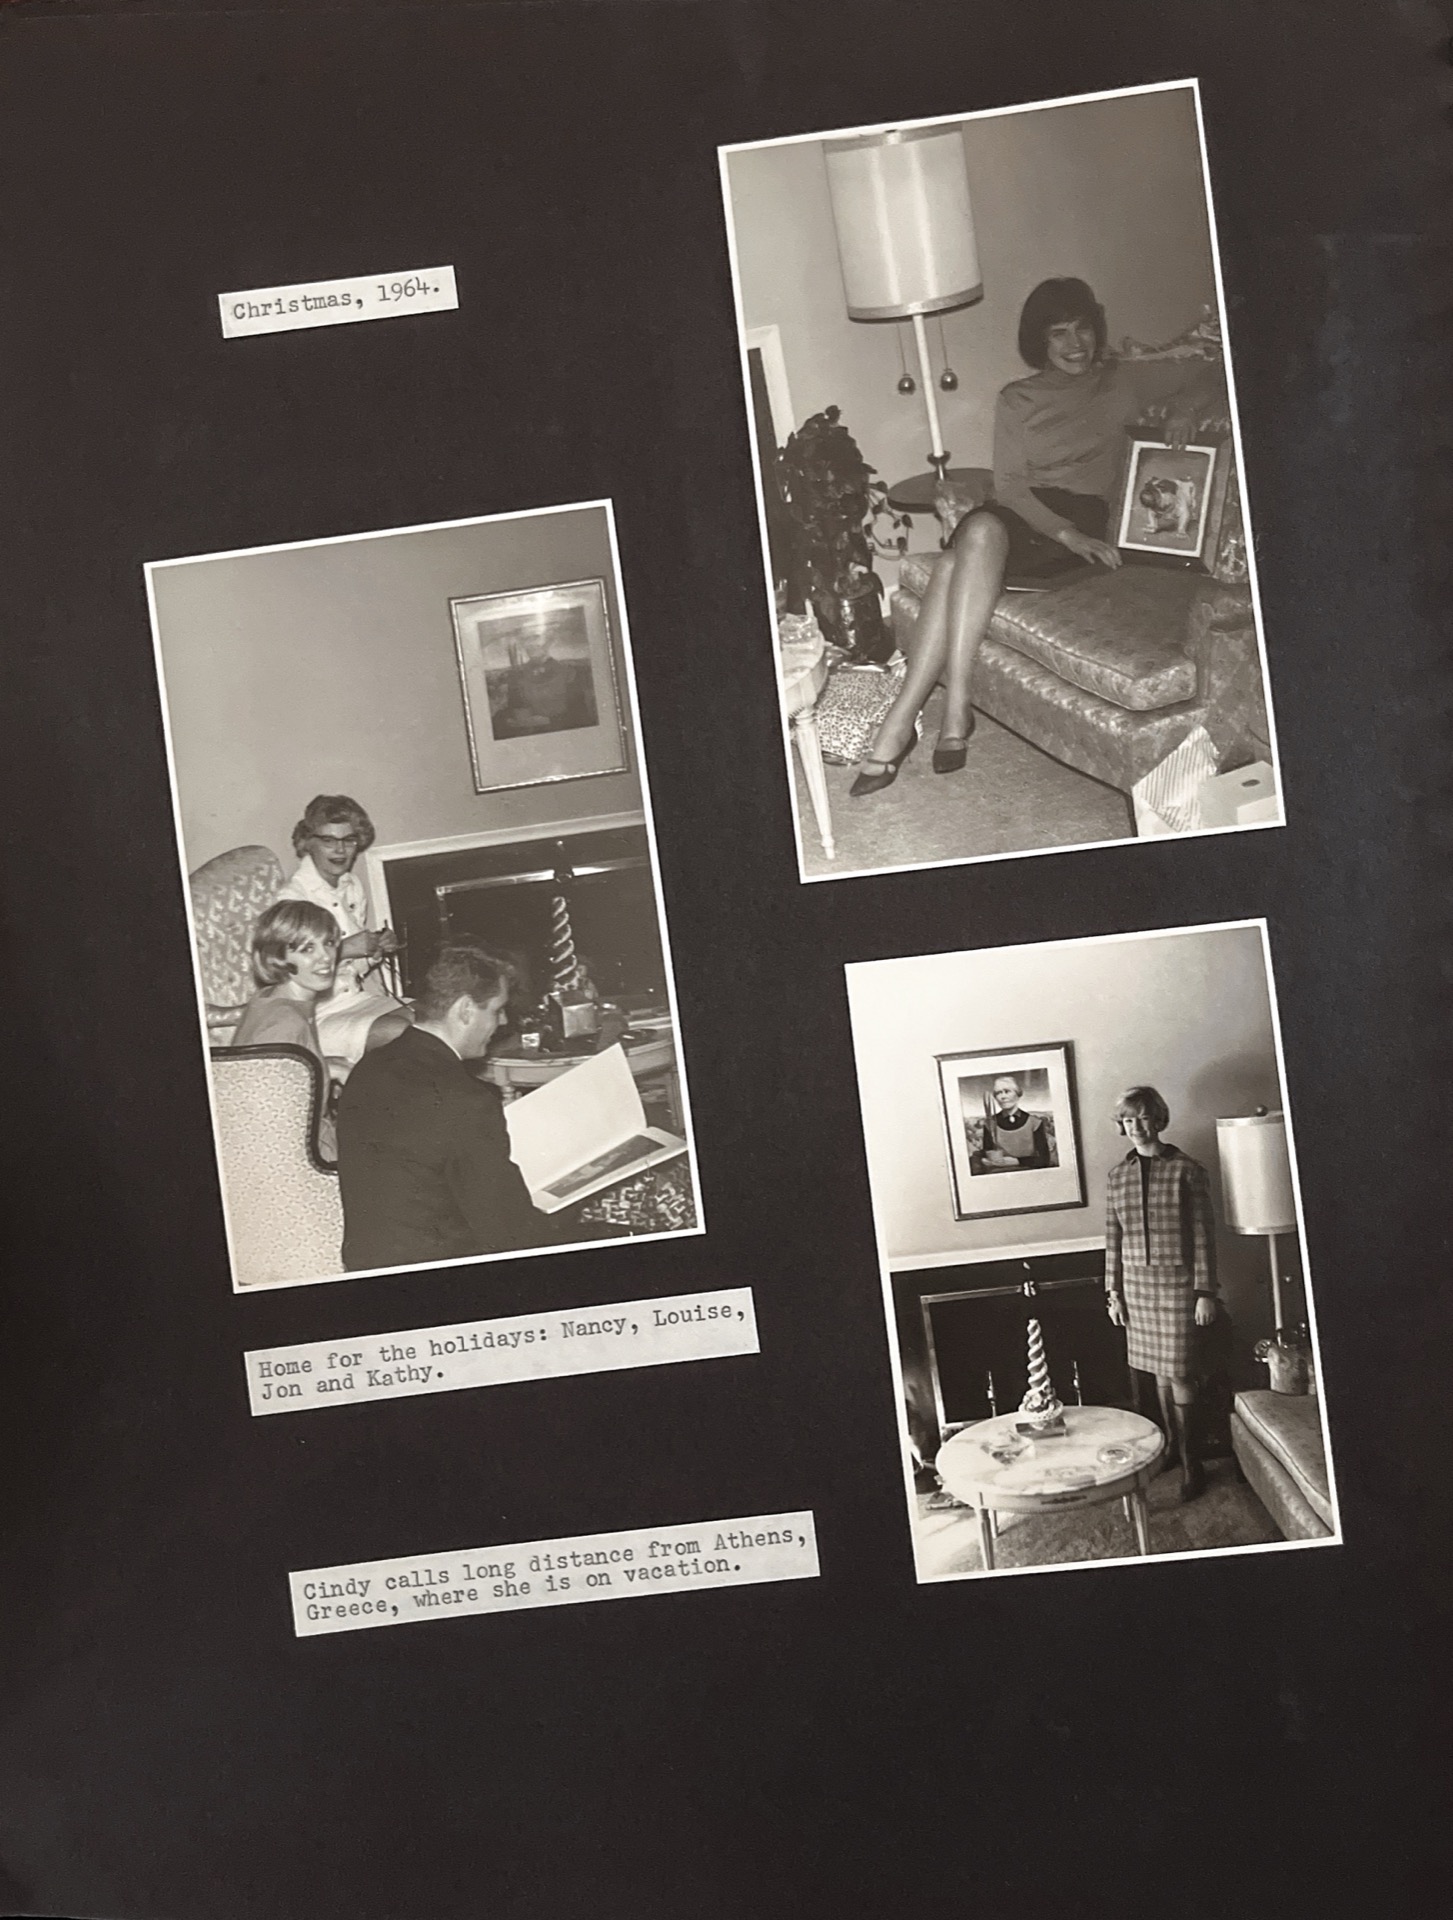 Christmas, 1964.
Home for the holidays: Nancy, Louise,
Jon and Kathy.
Cindy calls long distance from Athens,
Greece, where she is on vacation.